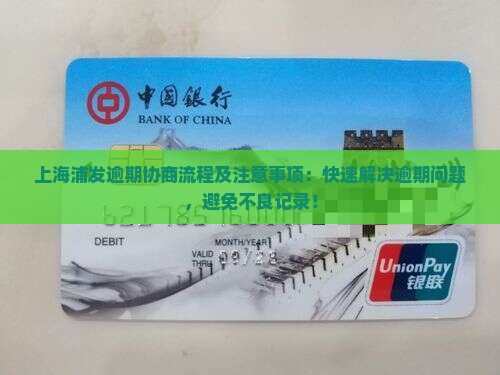 中国银行
BANK OF CHINA
上海浦发逾期协商流程及注意事项：快速解决逾期问题
，避免不良记录！
DEBIT
MONTH/YEAR
VALID
THRU
UnionPay
银联